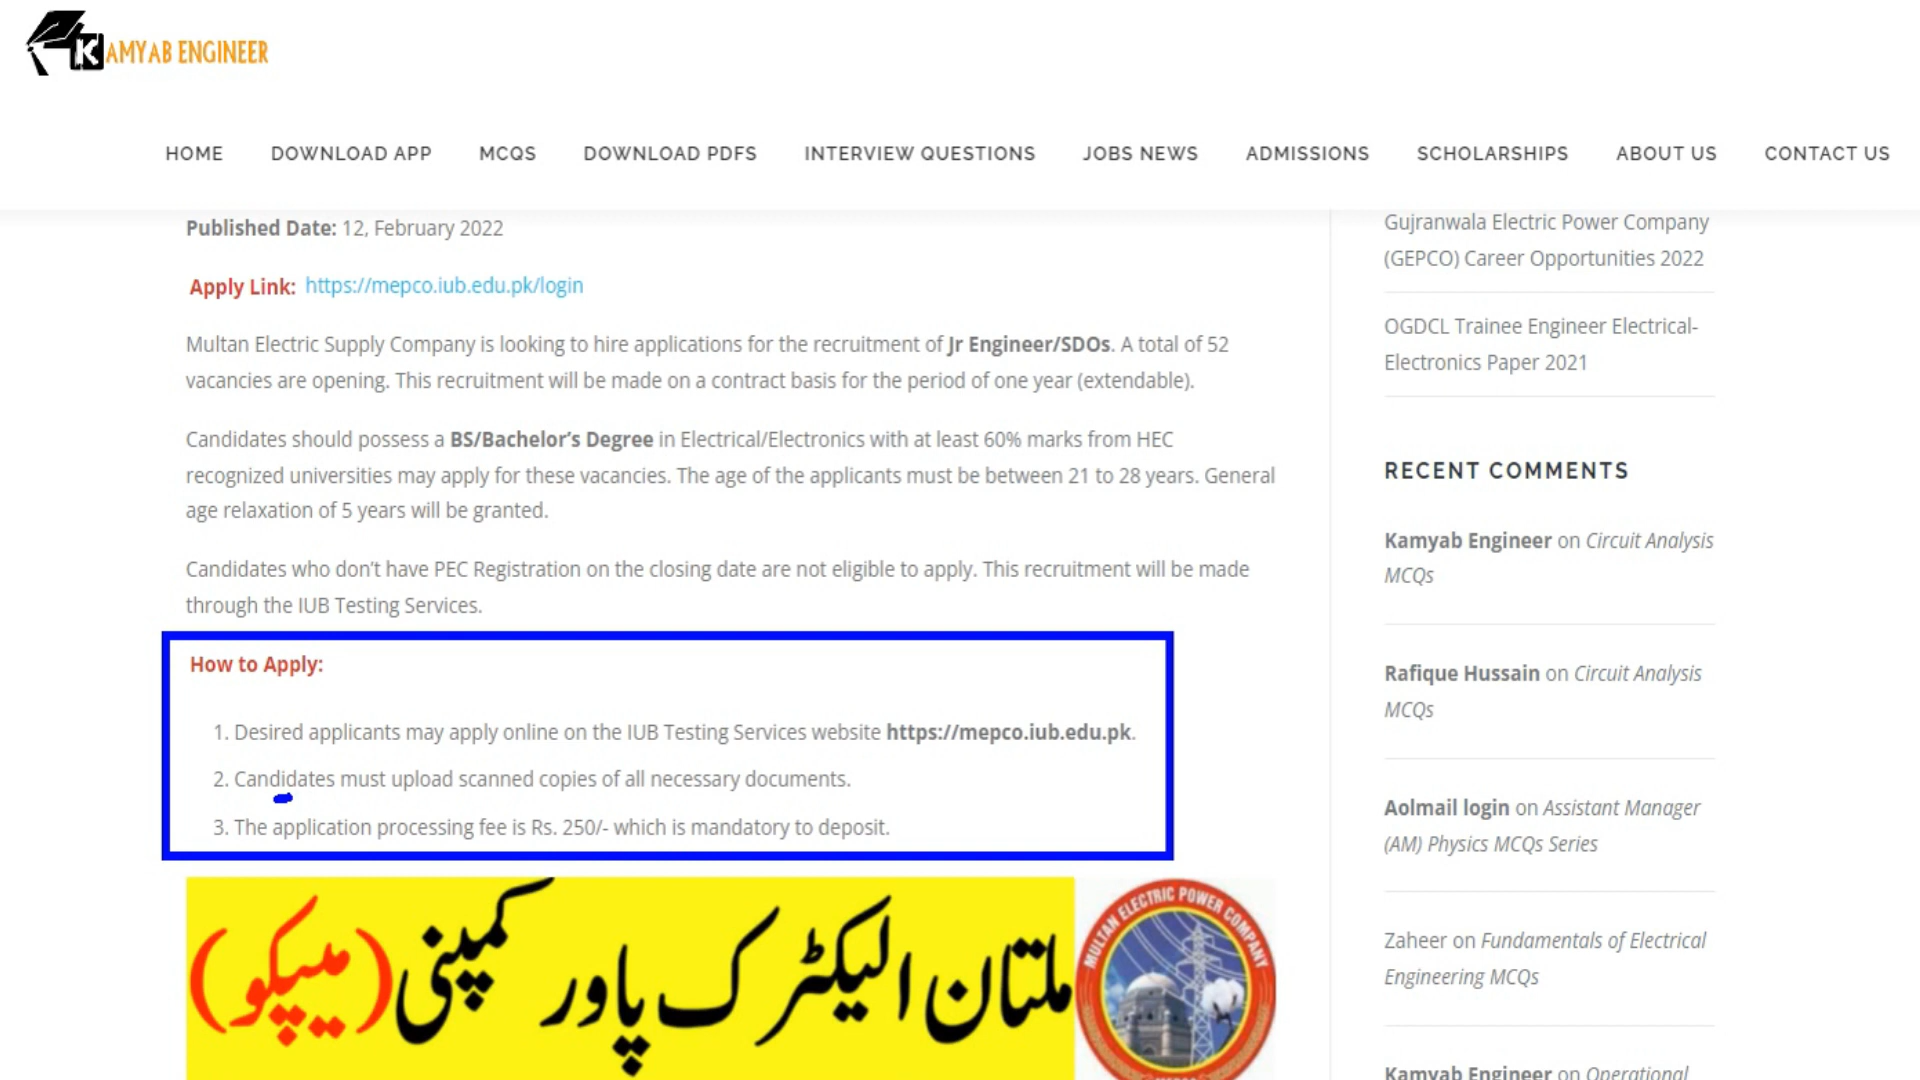 KAMYAB ENGINEER
HOME DOWNLOAD APP MCQS DOWNLOAD PDFS INTERVIEW QUESTIONS JOBS NEWS ADMISSIONS SCHOLARSHIPS ABOUT US CONTACT US
Published Date: 12, February 2022
Apply Link: https://mepco.iub.edu.pk/login
Multan Electric Supply Company is looking to hire applications for the recruitment of Jr Engineer/SDOs. A total of 52
vacancies are opening. This recruitment will be made on a contract basis for the period of one year (extendable).
Candidates should possess a BS/Bachelor’s Degree in Electrical/Electronics with at least 60% marks from HEC
recognized universities may apply for these vacancies. The age of the applicants must be between 21 to 28 years. General
age relaxation of 5 years will be granted.
Candidates who don’t have PEC Registration on the closing date are not eligible to apply. This recruitment will be made
through the IUB Testing Services.
How to Apply:
1. Desired applicants may apply online on the IUB Testing Services website https://mepco.iub.edu.pk.
2. Candidates must upload scanned copies of all necessary documents.
3. The application processing fee is Rs. 250/- which is mandatory to deposit.
ملتان الیکٹرک پاور کمپنی (میپکو)
MULTAN ELECTRIC POWER COMPANY
Gujranwala Electric Power Company
(GEPCO) Career Opportunities 2022
OGDCL Trainee Engineer Electrical-
Electronics Paper 2021
RECENT COMMENTS
Kamyab Engineer on Circuit Analysis
MCQs
Rafique Hussain on Circuit Analysis
MCQs
Aolmail login on Assistant Manager
(AM) Physics MCQs Series
Zaheer on Fundamentals of Electrical
Engineering MCQs
Kamyab Engineer on Operational